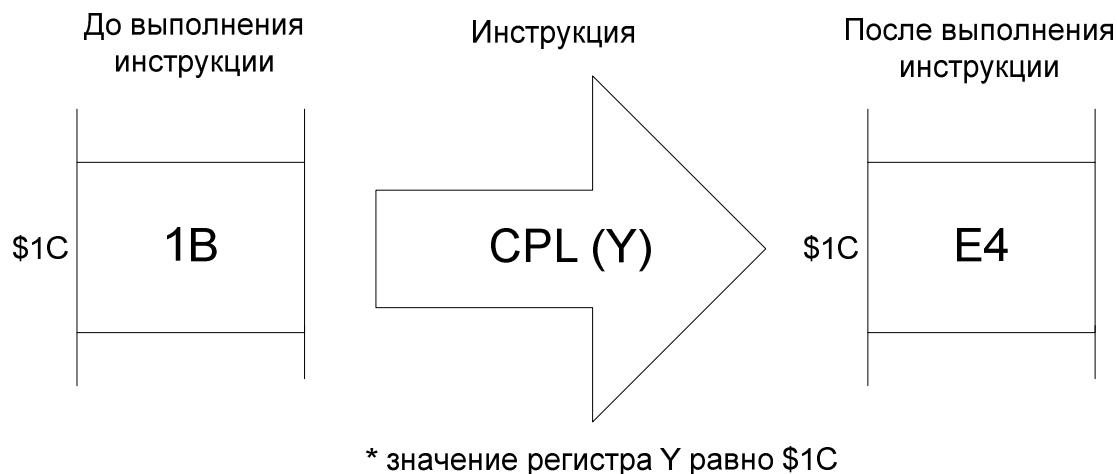 До выполнения
инструкции
Инструкция
После выполнения
инструкции
$1C
1B
CPL (Y)
$1C
E4
* значение регистра Y равно $1C